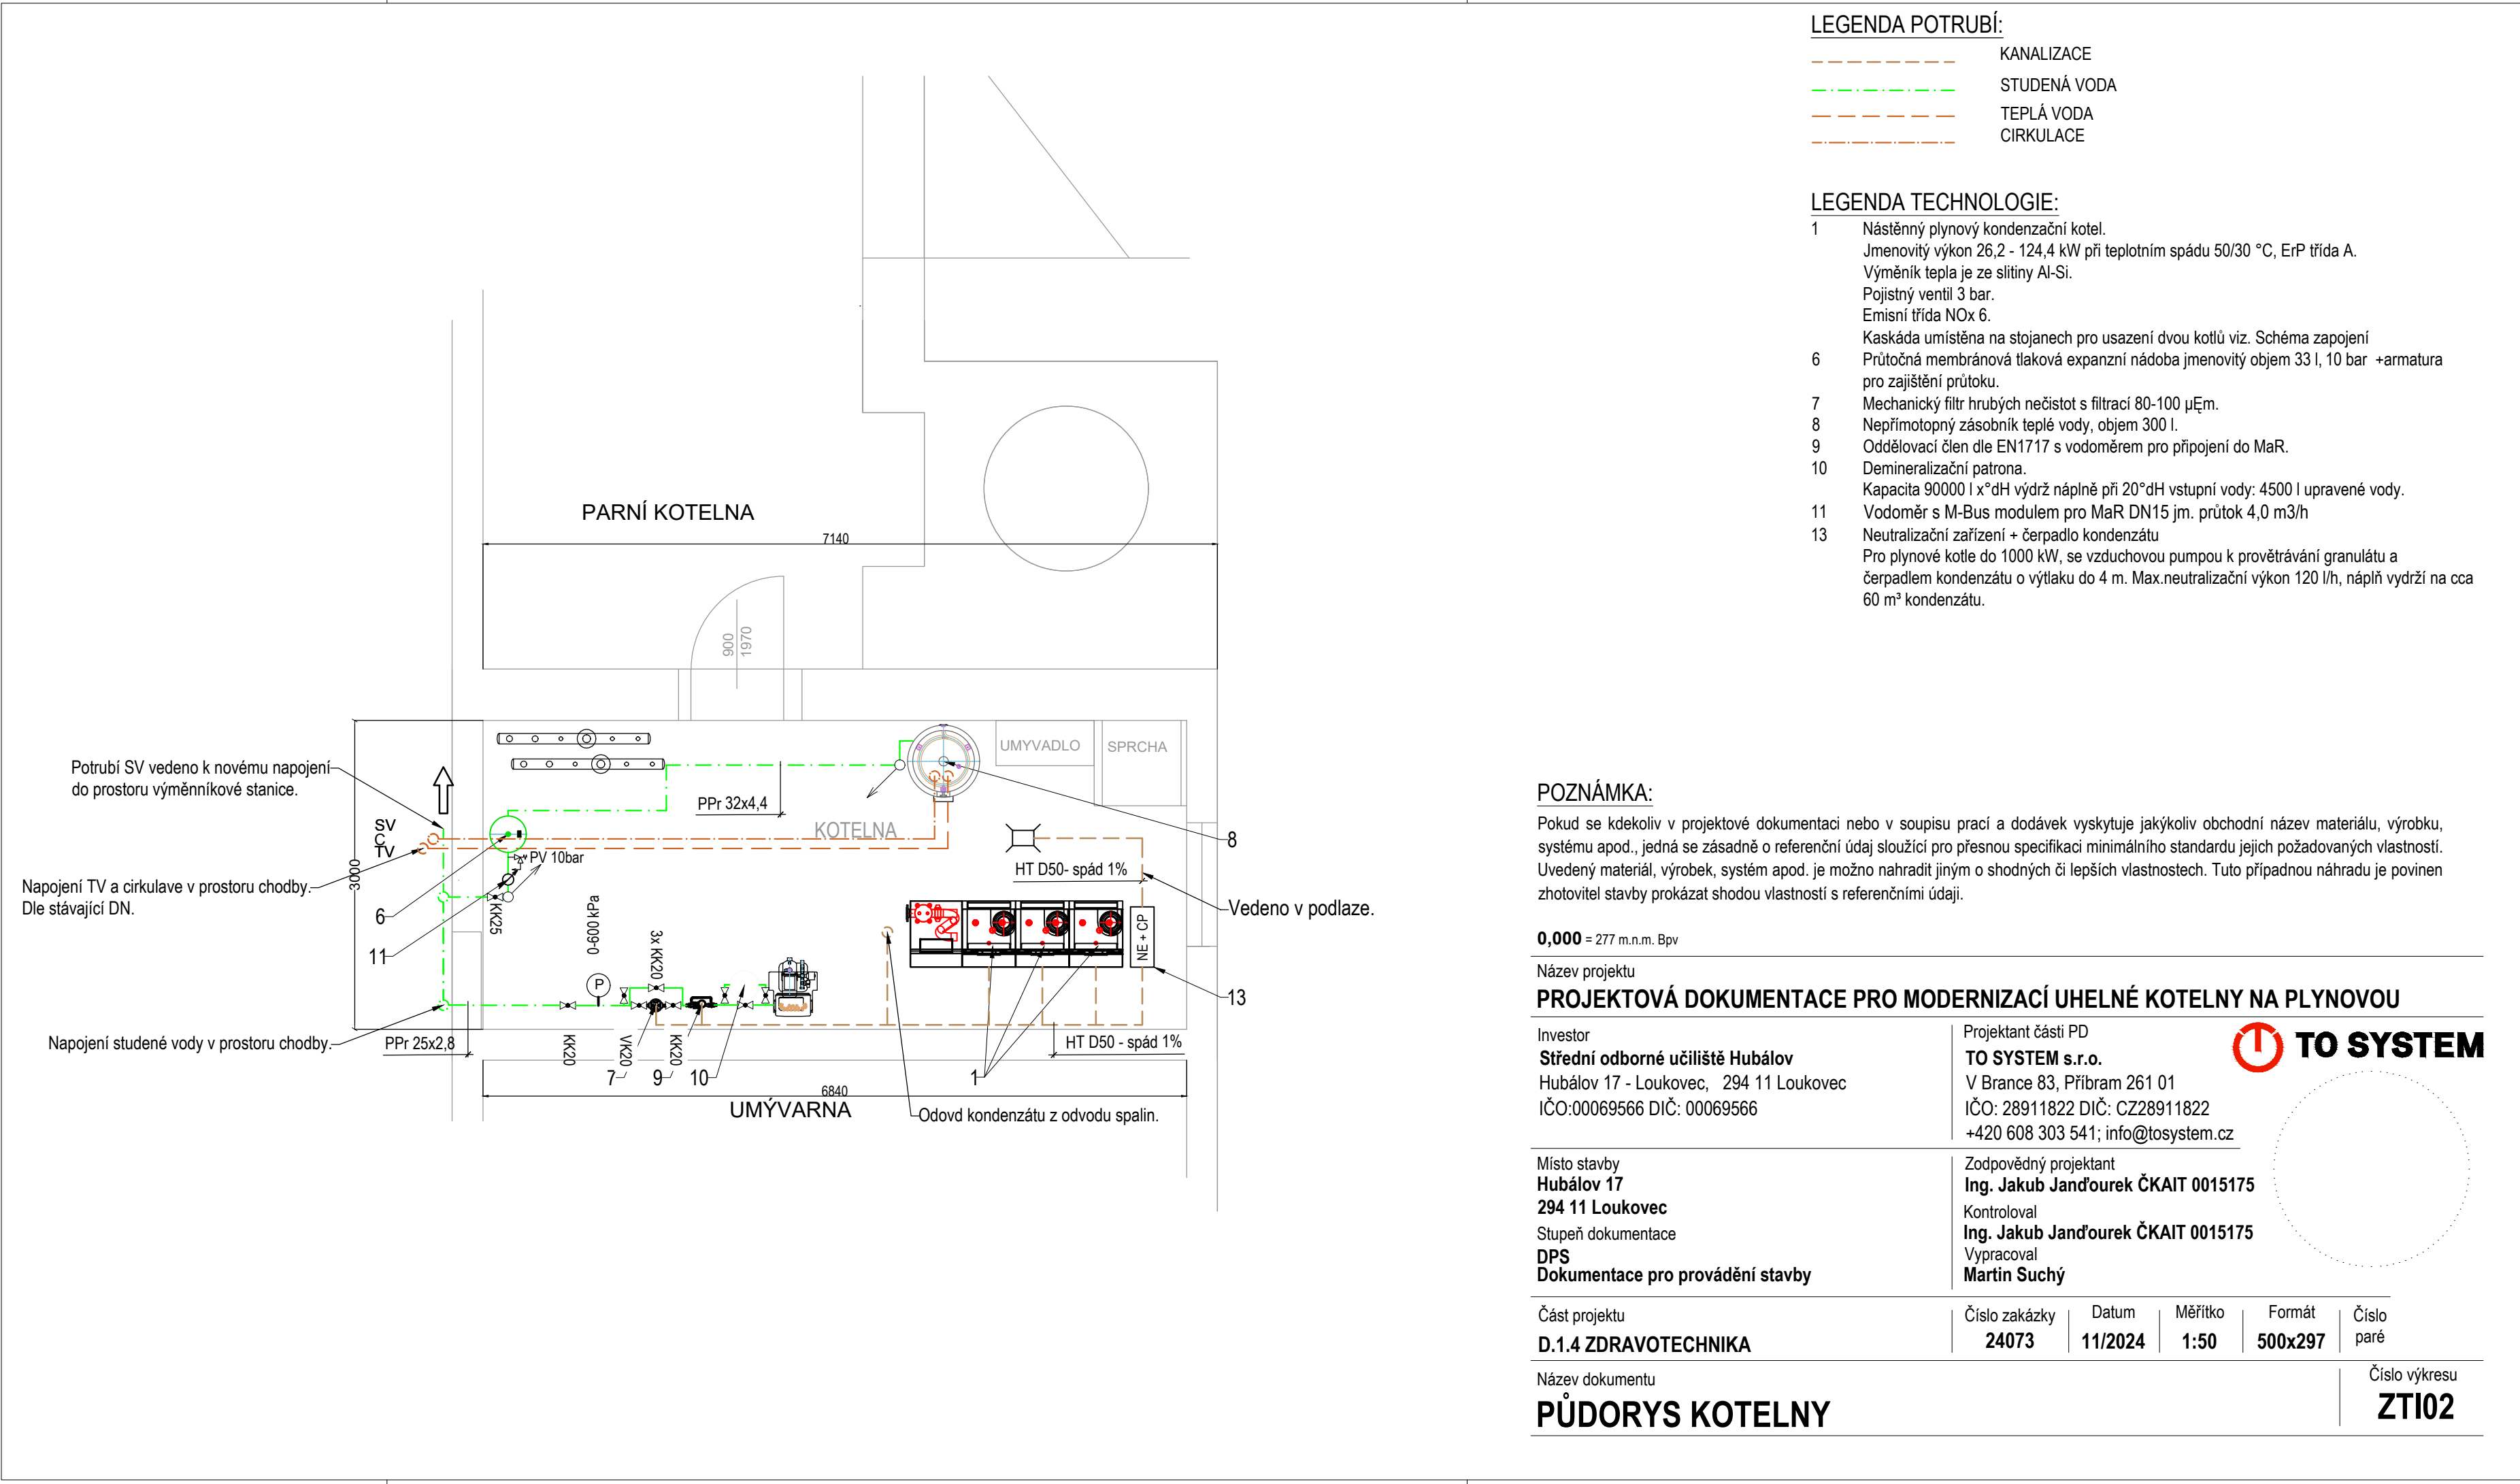 LEGENDA POTRUBÍ:
KANALIZACE
STUDENÁ VODA
TEPLÁ VODA
CIRKULACE
LEGENDA TECHNOLOGIE:
1 Nástěnný plynový kondenzační kotel.
Jmenovitý výkon 26,2 - 124,4 kW při teplotním spádu 50/30 °C, ErP třída A.
Výměník tepla je ze slitiny Al-Si.
Pojistný ventil 3 bar.
Emisní třída NOx 6.
Kaskáda umístěna na stojanech pro usazení dvou kotlů viz. Schéma zapojení
6 Průtočná membránová tlaková expanzní nádoba jmenovitý objem 33 l, 10 bar +armatura
pro zajištění průtoku.
7 Mechanický filtr hrubých nečistot s filtrací 80-100 µĘm.
8 Nepřímotopný zásobník teplé vody, objem 300 l.
9 Oddělovací člen dle EN1717 s vodoměrem pro připojení do MaR.
10 Demineralizační patrona.
Kapacita 90000 l x°dH výdrž náplně při 20°dH vstupní vody: 4500 l upravené vody.
11 Vodoměr s M-Bus modulem pro MaR DN15 jm. průtok 4,0 m3/h
13 Neutralizační zařízení + čerpadlo kondenzátu
Pro plynové kotle do 1000 kW, se vzduchovou pumpou k provětrávání granulátu a
čerpadlem kondenzátu o výtlaku do 4 m. Max.neutralizační výkon 120 l/h, náplň vydrží na cca
60 m³ kondenzátu.
PARNÍ KOTELNA
7140
900
1970
UMYVADLO
SPRCHA
Potrubí SV vedeno k novému napojení
do prostoru výměnníkové stanice.
PPr 32x4,4
KOTELNA
SV
C
TV
8
PV 10bar
3000
HT D50- spád 1%
Napojení TV a cirkulave v prostoru chodby.
Dle stávající DN.
6
KK25
0-600 kPa
Vedeno v podlaze.
NE + CP
3x KK20
11
P
13
Napojení studené vody v prostoru chodby.
PPr 25x2,8
KK20
VK20
KK20
HT D50 - spád 1%
7
9
10
1
6840
UMÝVARNA
Odovd kondenzátu z odvodu spalin.
POZNÁMKA:
Pokud se kdekoliv v projektové dokumentaci nebo v soupisu prací a dodávek vyskytuje jakýkoliv obchodní název materiálu, výrobku,
systému apod., jedná se zásadně o referenční údaj sloužící pro přesnou specifikaci minimálního standardu jejich požadovaných vlastností.
Uvedený materiál, výrobek, systém apod. je možno nahradit jiným o shodných či lepších vlastnostech. Tuto případnou náhradu je povinen
zhotovitel stavby prokázat shodou vlastností s referenčními údaji.
0,000 = 277 m.n.m. Bpv
Název projektu
PROJEKTOVÁ DOKUMENTACE PRO MODERNIZACÍ UHELNÉ KOTELNY NA PLYNOVOU
Investor
Střední odborné učiliště Hubálov
Hubálov 17 - Loukovec, 294 11 Loukovec
IČO:00069566 DIČ: 00069566
Projektant části PD
TO SYSTEM s.r.o.
V Brance 83, Příbram 261 01
IČO: 28911822 DIČ: CZ28911822
+420 608 303 541; info@tosystem.cz
TO SYSTEM
Místo stavby
Hubálov 17
294 11 Loukovec
Stupeň dokumentace
DPS
Dokumentace pro provádění stavby
Zodpovědný projektant
Ing. Jakub Janďourek ČKAIT 0015175
Kontroloval
Ing. Jakub Janďourek ČKAIT 0015175
Vypracoval
Martin Suchý
Část projektu
D.1.4 ZDRAVOTECHNIKA
Číslo zakázky
24073
Datum
11/2024
Měřítko
1:50
Formát
500x297
Číslo
paré
Název dokumentu
PŮDORYS KOTELNY
Číslo výkresu
ZTI02